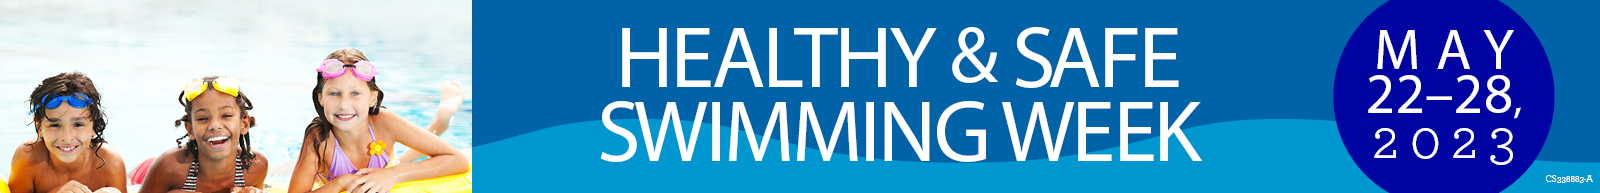 HEALTHY & SAFE
SWIMMING WEEK
MAY
22–28,
2023
CS338883-A